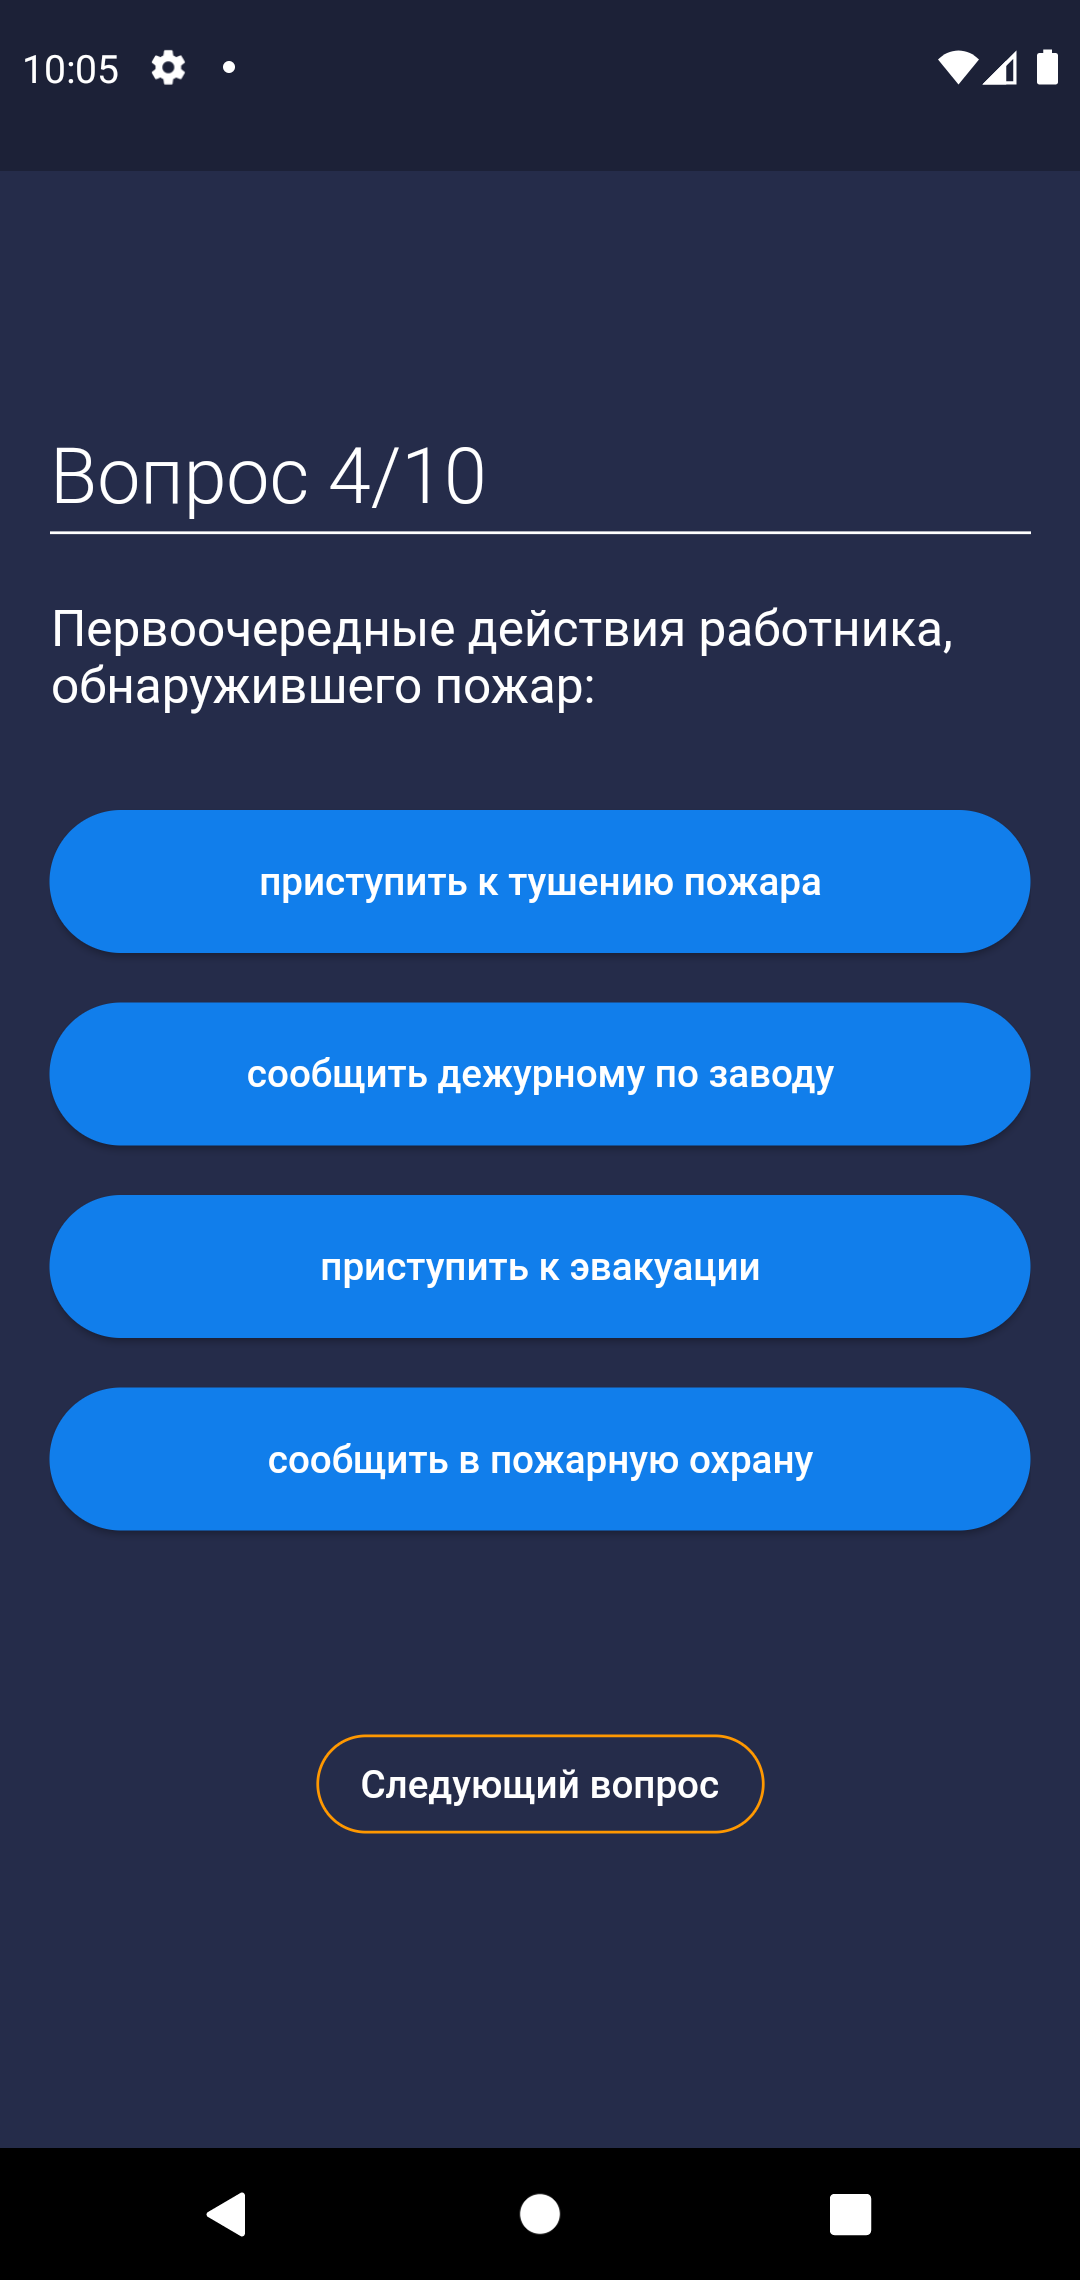 10:05
Вопрос 4/10
Первоочередные действия работника,
обнаружившего пожар:
приступить к тушению пожара
сообщить дежурному по заводу
приступить к эвакуации
сообщить в пожарную охрану
Следующий вопрос